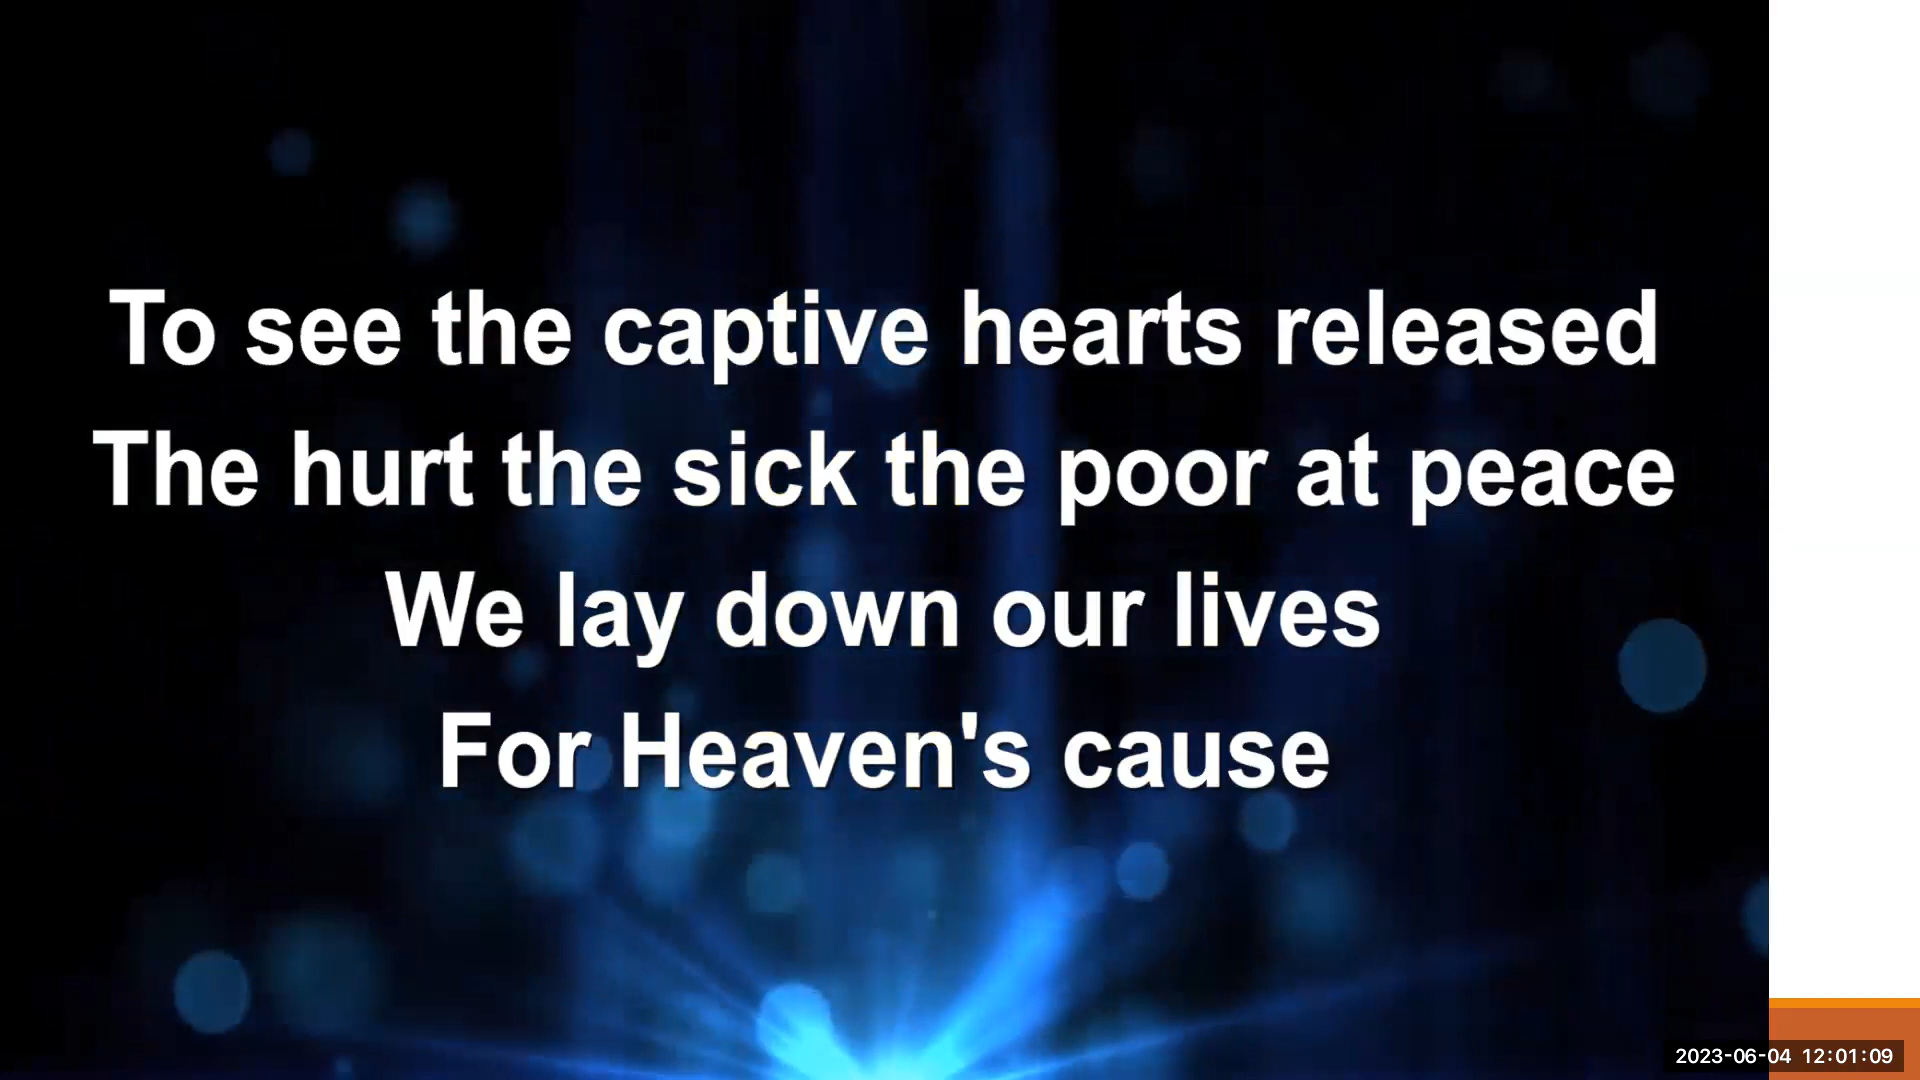 To see the captive hearts released
The hurt the sick the poor at peace
We lay down our lives
For Heaven's cause
2023-06-04 12:01:09